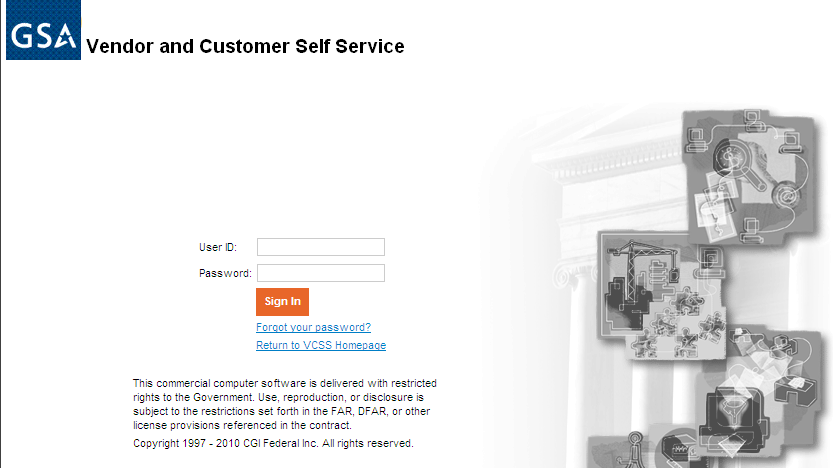 GSA
Vendor and Customer Self Service
User ID:
Password:
Sign In
Forgot your password?
Return to VCSS Homepage
This commercial computer software is delivered with restricted
rights to the Government. Use, reproduction, or disclosure is
subject to the restrictions set forth in the FAR, DFAR, or other
license provisions referenced in the contract.
Copyright 1997 - 2010 CGI Federal Inc. All rights reserved.
$
@